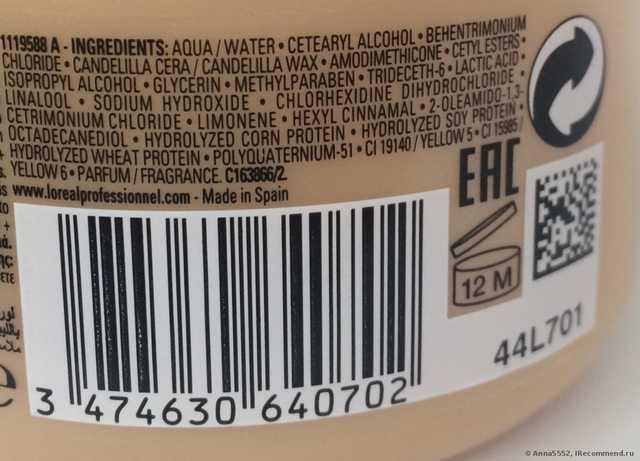 1119588 A - INGREDIENTS: AQUA / WATER • CETEARYL ALCOHOL • BEHENTRIMONIUM
CHLORIDE • CANDELILLA CERA / CANDELILLA WAX • AMODIMETHICONE • CETYL ESTERS •
ISOPROPYL ALCOHOL • GLYCERIN • METHYLPARABEN • TRIDECETH-6 • LACTIC ACID •
LINALOOL • SODIUM HYDROXIDE • CHLORHEXIDINE DIHYDROCHLORIDE •
CETRIMONIUM CHLORIDE • LIMONENE • HEXYL CINNAMAL • 2-OLEAMIDO-1,3-
OCTADECANEDIOL • HYDROLYZED CORN PROTEIN • HYDROLYZED SOY PROTEIN •
HYDROLYZED WHEAT PROTEIN • POLYQUATERNIUM-51 • CI 19140 / YELLOW 5 • CI 15985 /
YELLOW 6 • PARFUM / FRAGRANCE. C163866/2.
www.lorealprofessionnel.com - Made in Spain
EAC
12 M
44L701
3 474630 640702
© Anna5552, IRecommend.ru